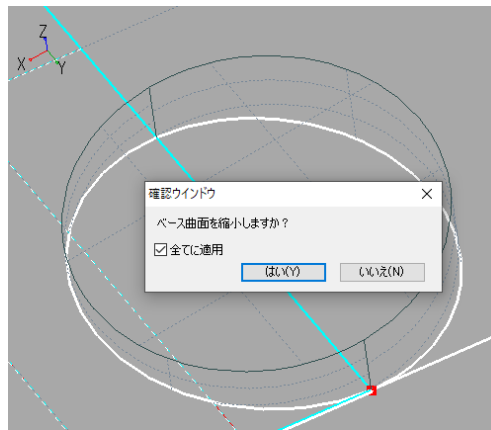 Z
X
Y
確認ウインドウ
ベース曲面を縮小しますか？
全てに適用
はい(Y)
いいえ(N)